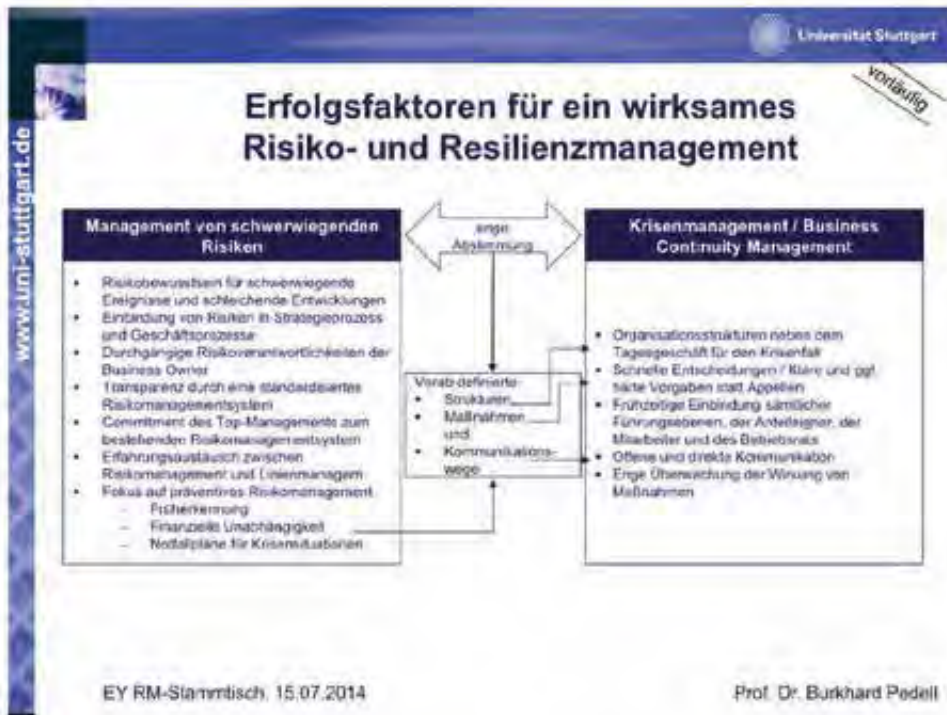 Universität Stuttgart
vorläufig
www.uni-stuttgart.de
Erfolgsfaktoren für ein wirksames
Risiko- und Resilienzmanagement
Management von schwerwiegenden
Risiken
• Risikobewusstsein für schwerwiegende
Ereignisse und schleichende Entwicklungen
• Einbindung von Risiken in Strategieprozess
und Geschäftsprozesse
• Durchgängige Risikoverantwortlichkeiten der
Business Owner
• Transparenz durch eine standardisiertes
Risikomanagementsystem
• Commitment des Top-Managements zum
bestehenden Risikomanagementsystem
• Erfahrungsaustausch zwischen
Risikomanagement und Linienmanagern
• Fokus auf präventives Risikomanagement
– Früherkennung
– Finanzielle Unabhängigkeit
– Notfallpläne für Krisensituationen
enge
Abstimmung
Vorab definierte
• Strukturen
• Maßnahmen
und
• Kommunikations-
wege
Krisenmanagement / Business
Continuity Management
• Organisationsstrukturen neben dem
Tagesgeschäft für den Krisenfall
• Schnelle Entscheidungen / Klare und ggf.
harte Vorgaben statt Appellen
• Frühzeitige Einbindung sämtlicher
Führungsebenen, der Anteilseigner, der
Mitarbeiter und des Betriebsrats
• Offene und direkte Kommunikation
• Enge Überwachung der Wirkung von
Maßnahmen
EY RM-Stammtisch, 15.07.2014
Prof. Dr. Burkhard Pedell